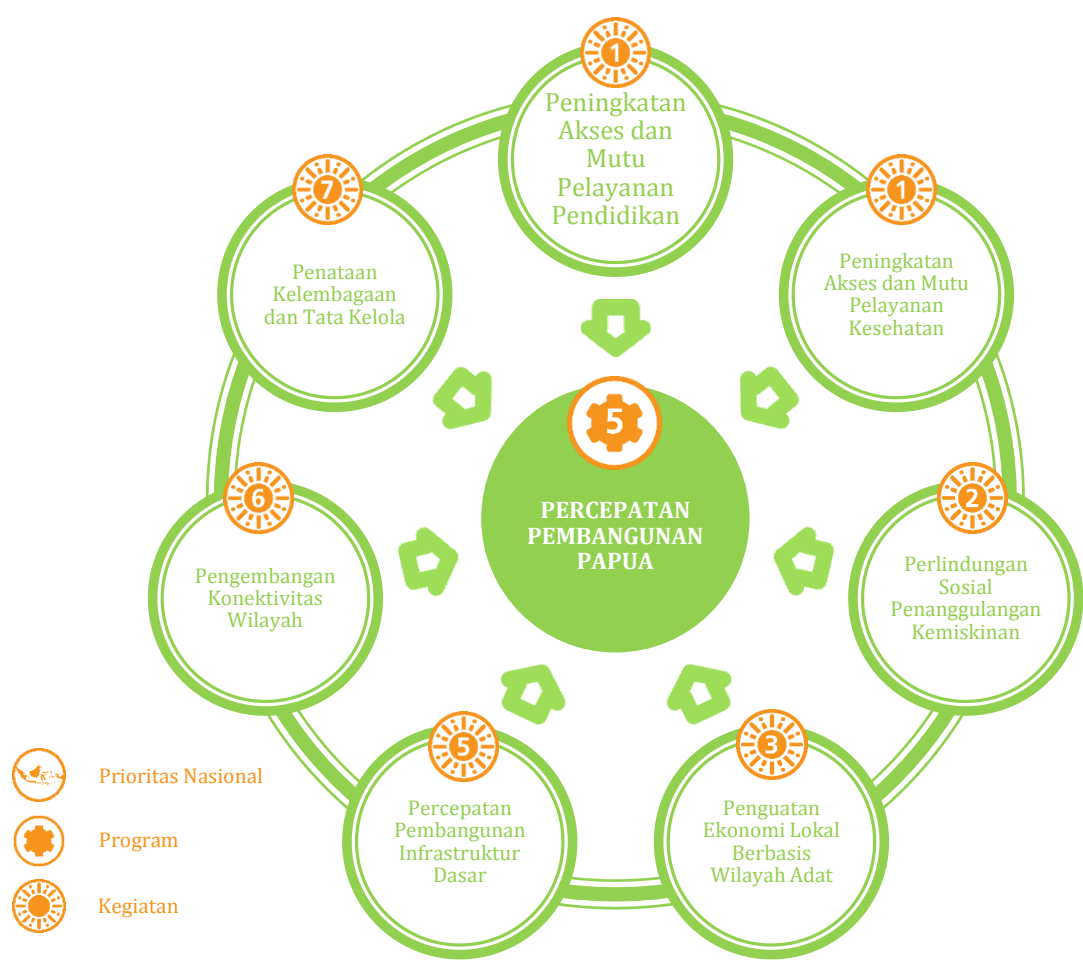 1
Peningkatan
Akses dan
Mutu
Pelayanan
Pendidikan
1
Peningkatan
Akses dan Mutu
Pelayanan
Kesehatan
2
Perlindungan
Sosial
Penanggulangan
Kemiskinan
3
Penguatan
Ekonomi Lokal
Berbasis
Wilayah Adat
5
Percepatan
Pembangunan
Infrastruktur
Dasar
6
Pengembangan
Konektivitas
Wilayah
7
Penataan
Kelembagaan
dan Tata Kelola
5
PERCEPATAN
PEMBANGUNAN
PAPUA
Prioritas Nasional
Program
Kegiatan